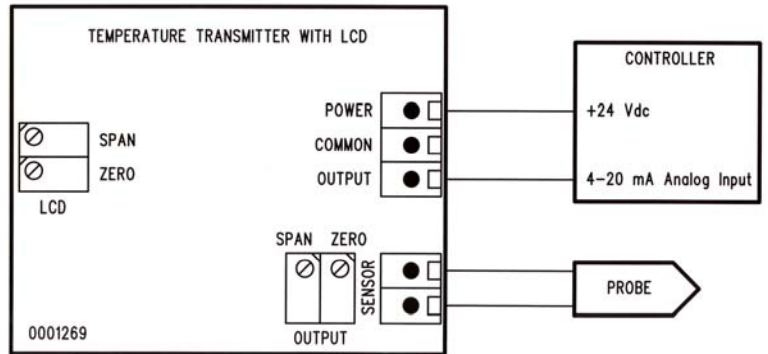 TEMPERATURE TRANSMITTER WITH LCD
CONTROLLER
POWER
+24 Vdc
SPAN
COMMON
ZERO
OUTPUT
4-20 mA Analog Input
LCD
SPAN ZERO
SENSOR
PROBE
0001269
OUTPUT